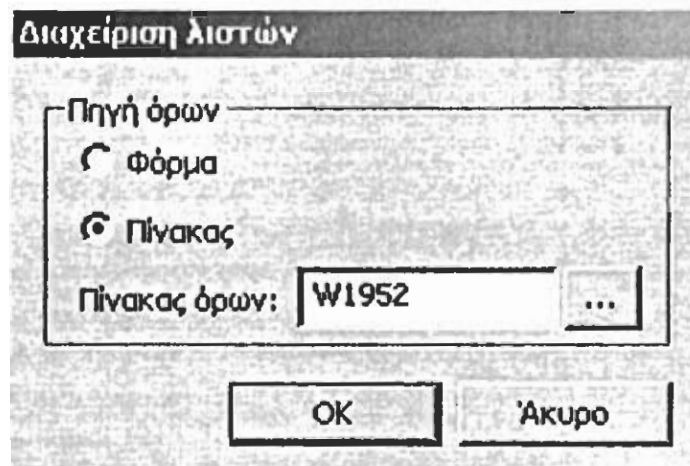 Διαχείριση λιστών
Πηγή όρων
Φόρμα
Πίνακας
Πίνακας όρων: W1952 ...
OK Άκυρο